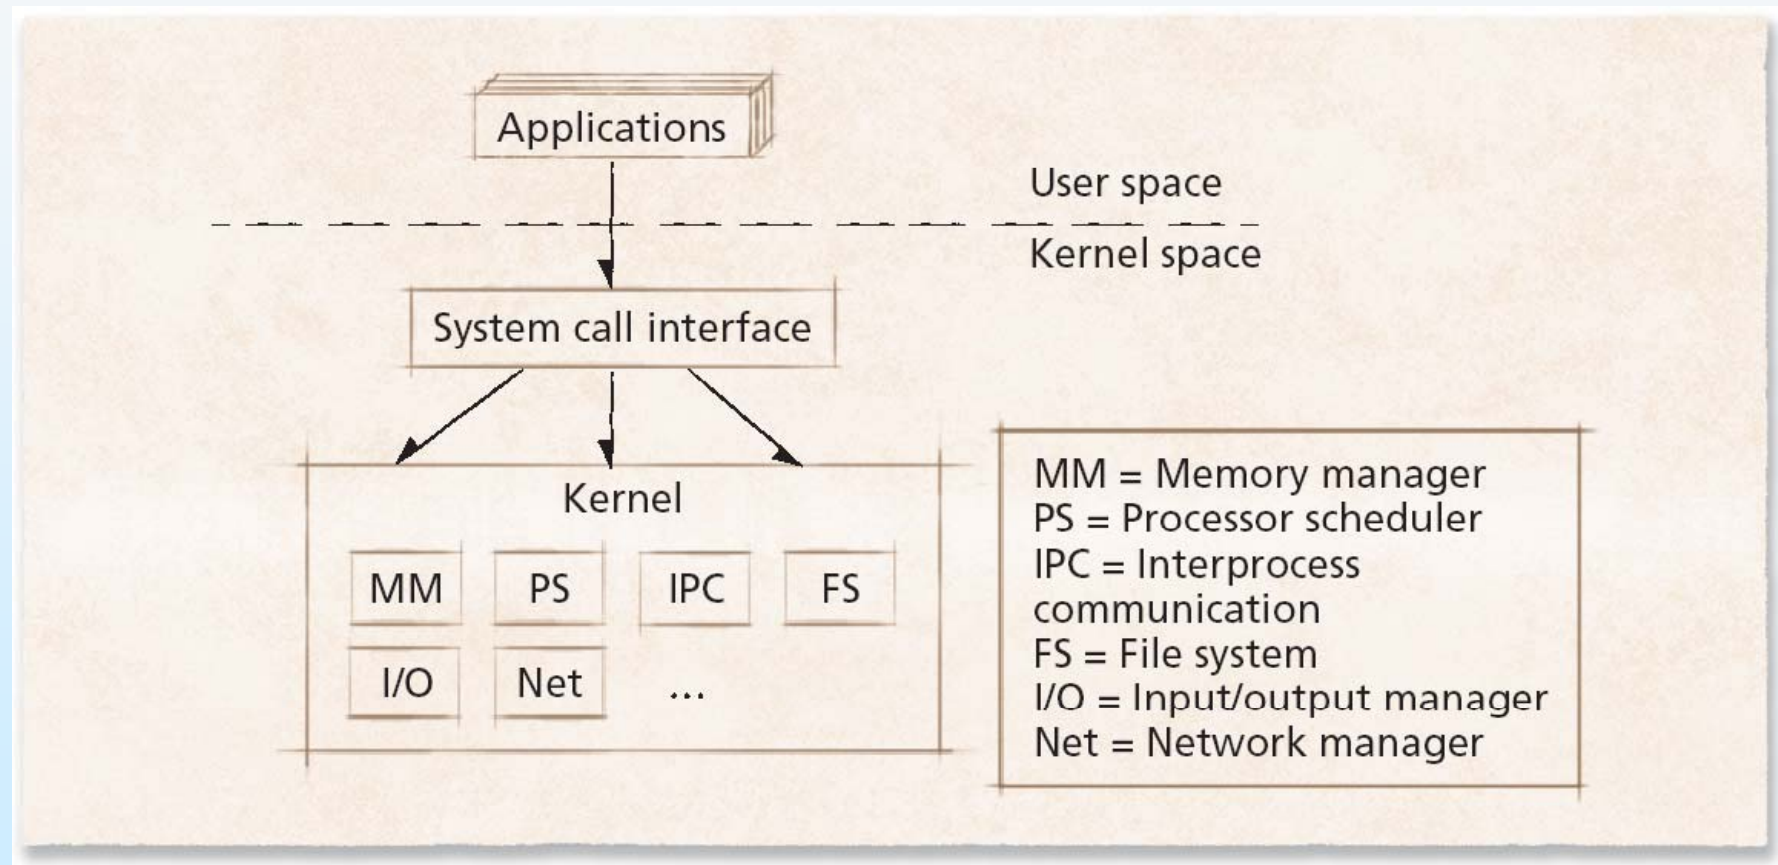 Applications
User space
Kernel space
System call interface
Kernel
MM PS IPC FS
I/O Net ...
MM = Memory manager
PS = Processor scheduler
IPC = Interprocess
communication
FS = File system
I/O = Input/output manager
Net = Network manager